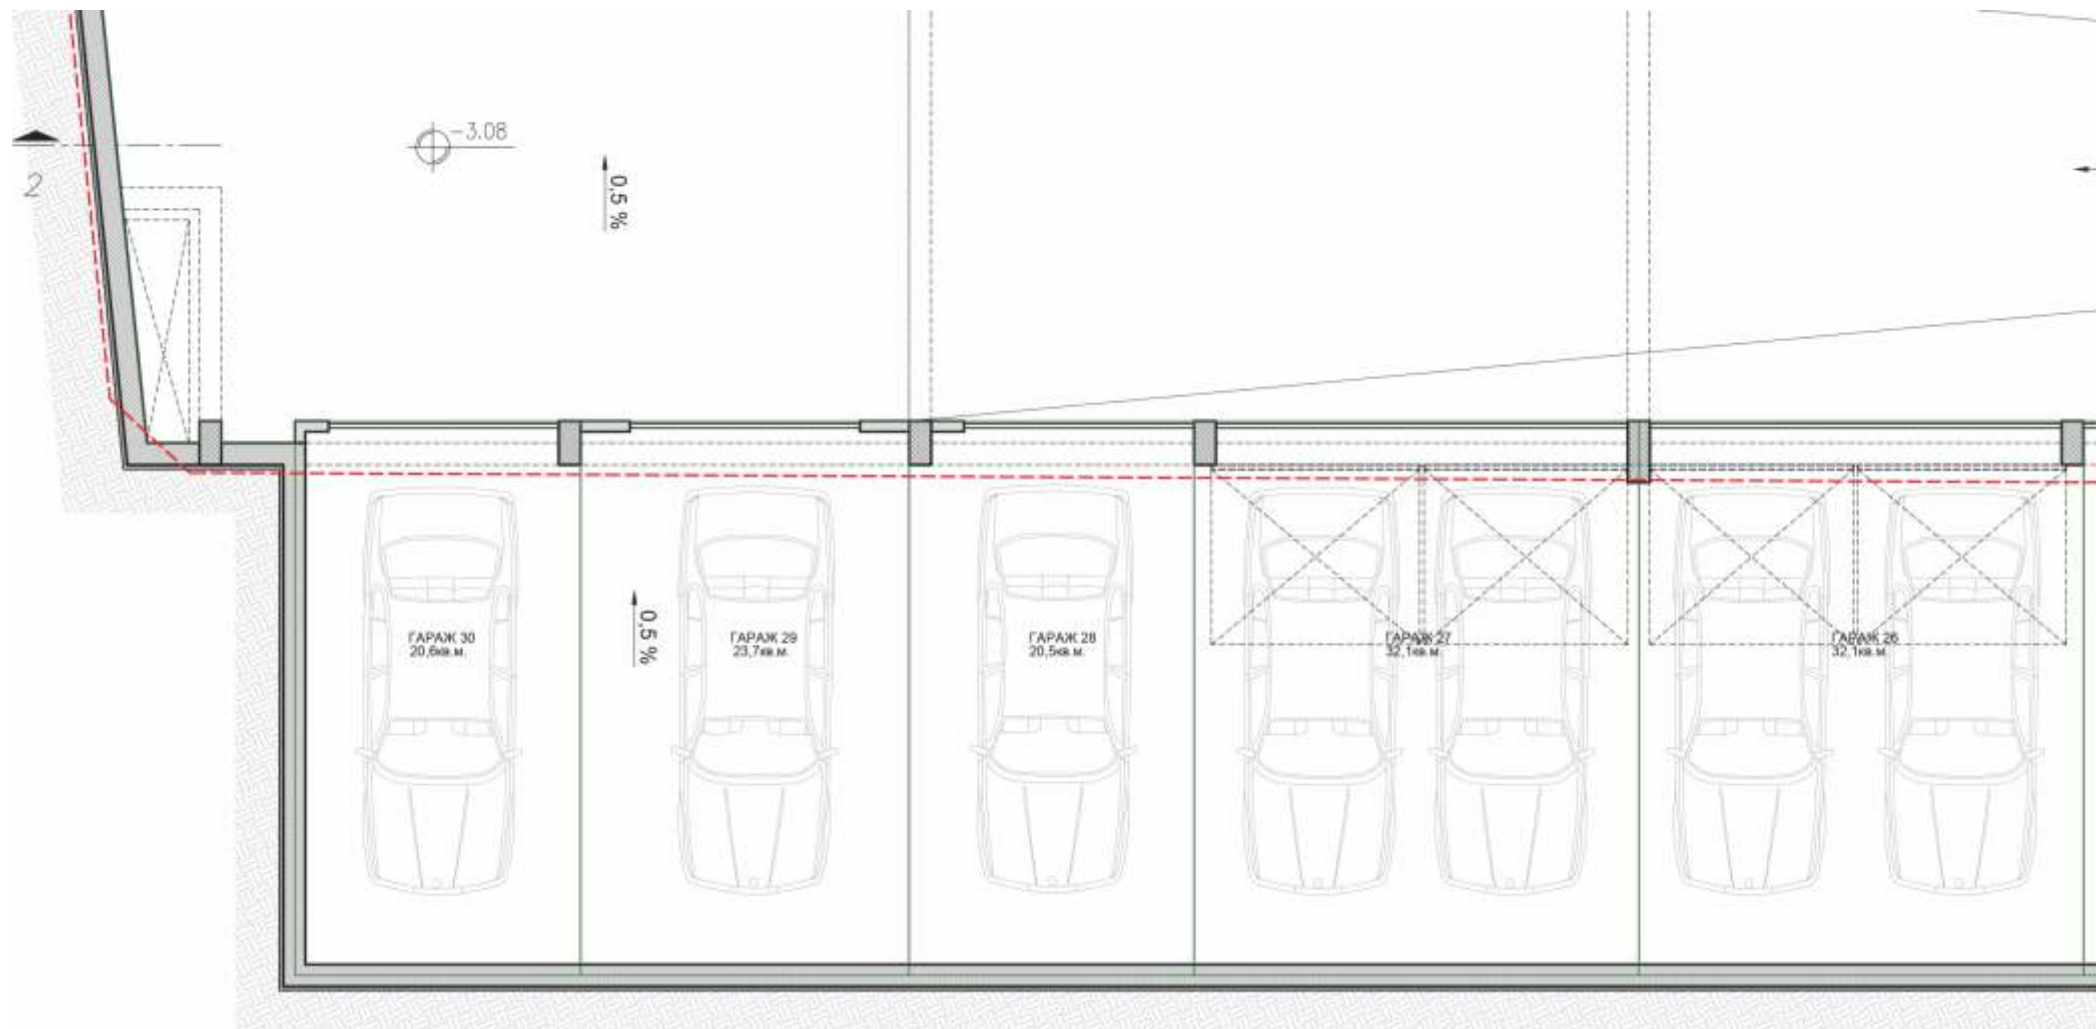 -3.08
2
0,5 %
0,5 %
ГАРАЖ 30
20,6кв.м.
ГАРАЖ 29
23,7кв.м.
ГАРАЖ 28
20,5кв.м.
ГАРАЖ 27
32,1кв.м.
ГАРАЖ 26
32,1кв.м.